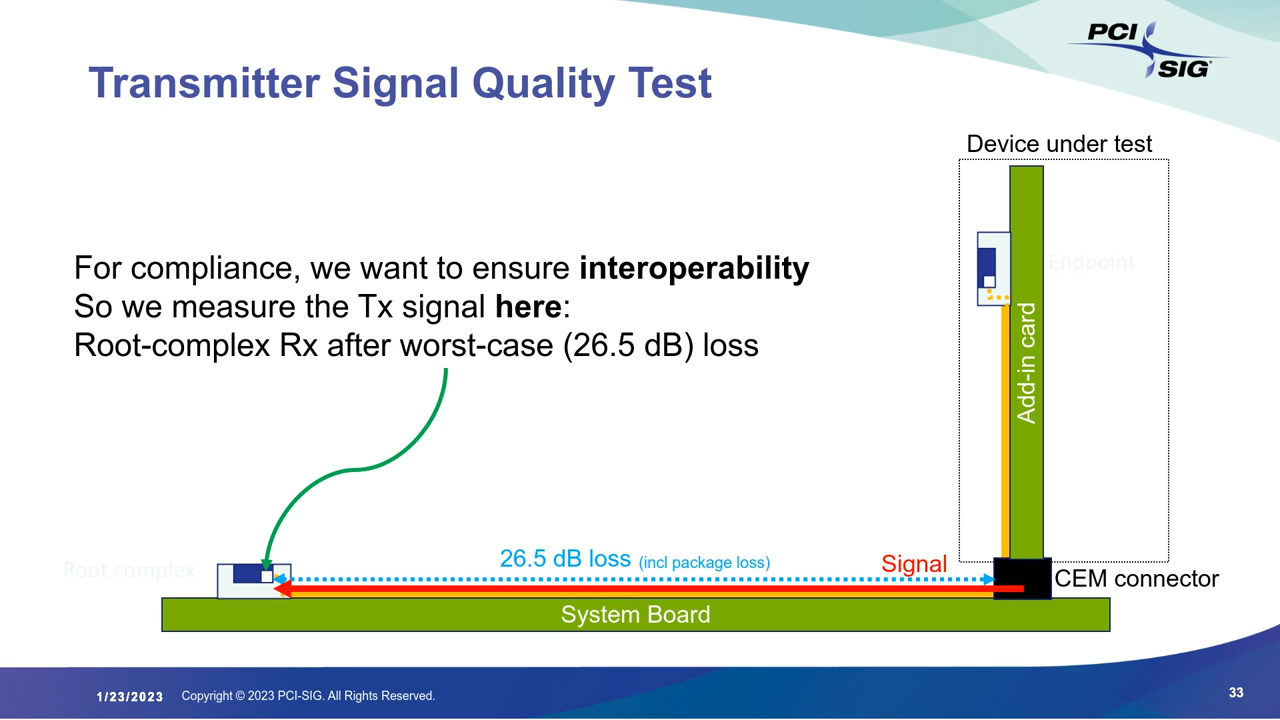 PCI
SIG
Transmitter Signal Quality Test
Device under test
For compliance, we want to ensure interoperability
So we measure the Tx signal here:
Root-complex Rx after worst-case (26.5 dB) loss
Endpoint
Add-in card
Root complex
26.5 dB loss (incl package loss)
Signal
CEM connector
System Board
1/23/2023 Copyright © 2023 PCI-SIG. All Rights Reserved.
33